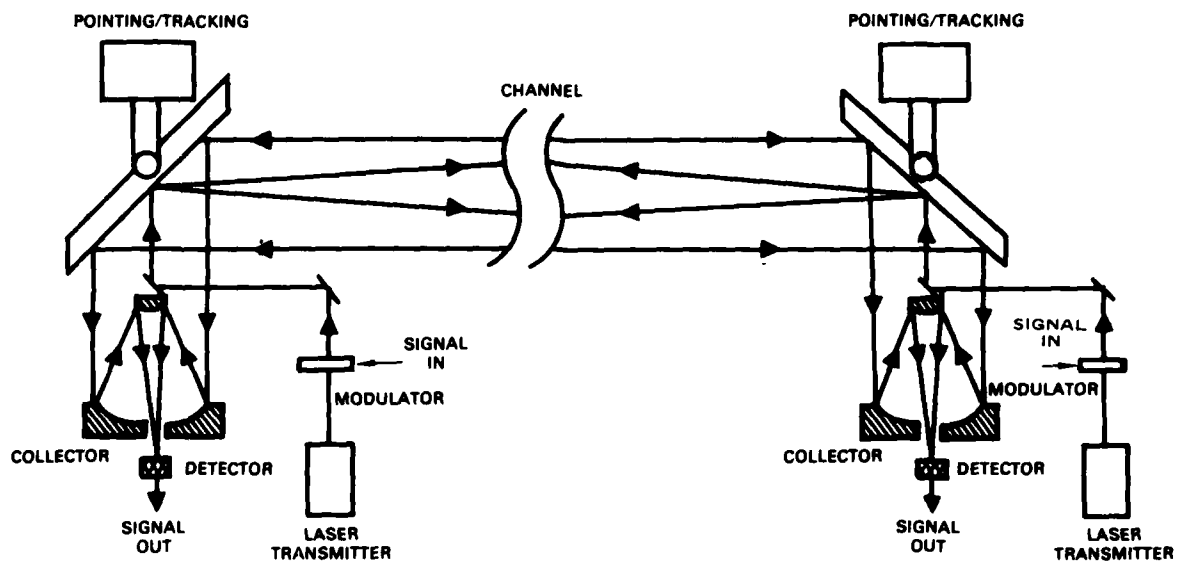 POINTING/TRACKING
POINTING/TRACKING
CHANNEL
SIGNAL
IN
MODULATOR
COLLECTOR
DETECTOR
SIGNAL
OUT
LASER
TRANSMITTER
SIGNAL
IN
MODULATOR
COLLECTOR
DETECTOR
SIGNAL
OUT
LASER
TRANSMITTER